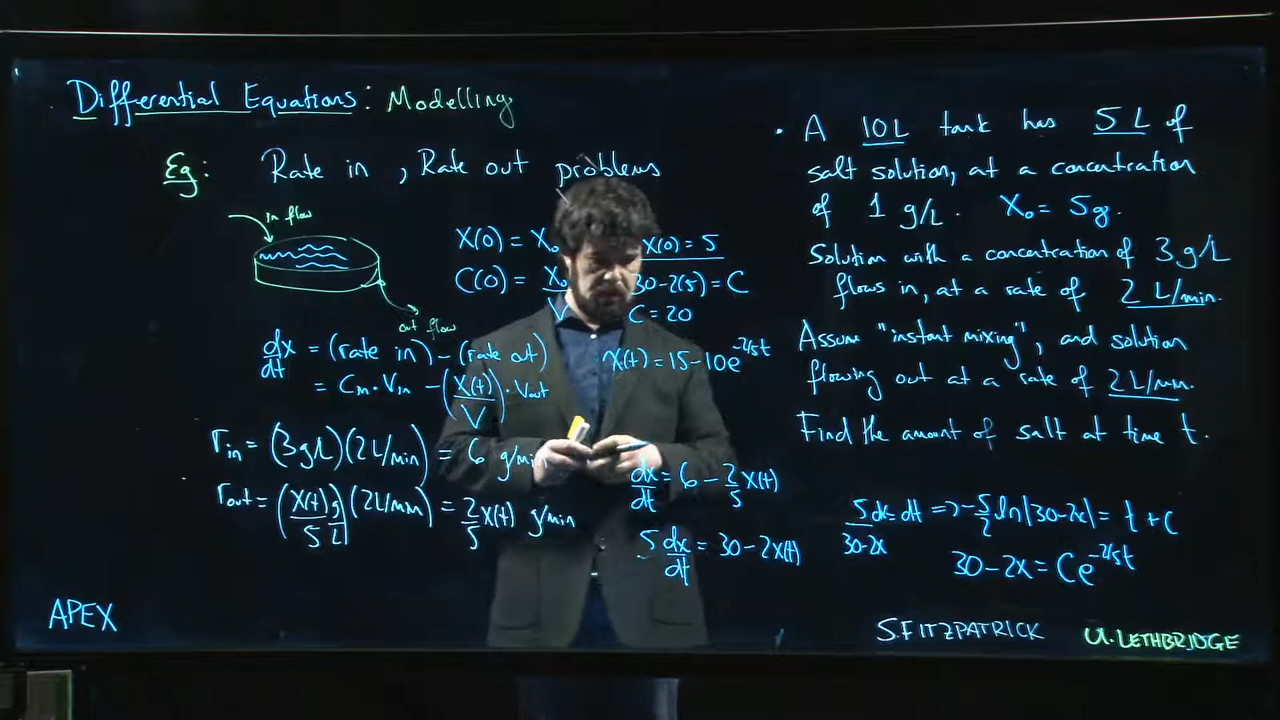 Differential Equations: Modelling
Eg: Rate in, Rate out problems
in flow
out flow
X(0) = X₀
C(0) = X₀/V
dx/dt = (rate in) - (rate out)
= Cᵢₙ·Vᵢₙ - (X(t)/V)·Vout
rᵢₙ = (3g/L)(2L/min) = 6 g/min
rout = (X(t)/5 g/L)(2L/min) = 2/5 X(t) g/min
X(0) = 5
30-2(5) = C
C = 20
X(t) = 15-10e^-2/5t
dx/dt = 6 - 2/5 X(t)
5 dx/dt = 30-2X(t)
• A 10L tank has 5 L of
salt solution, at a concentration
of 1 g/L. X₀ = 5g.
Solution with a concentration of 3g/L
flows in, at a rate of 2 L/min.
Assume "instant mixing", and solution
flowing out at a rate of 2L/min.
Find the amount of salt at time t.
5dx/30-2x = dt => -5/2 ln|30-2x| = t + C
30-2x = Ce^-2/5t
APEX
S.FITZPATRICK
U.LETHBRIDGE